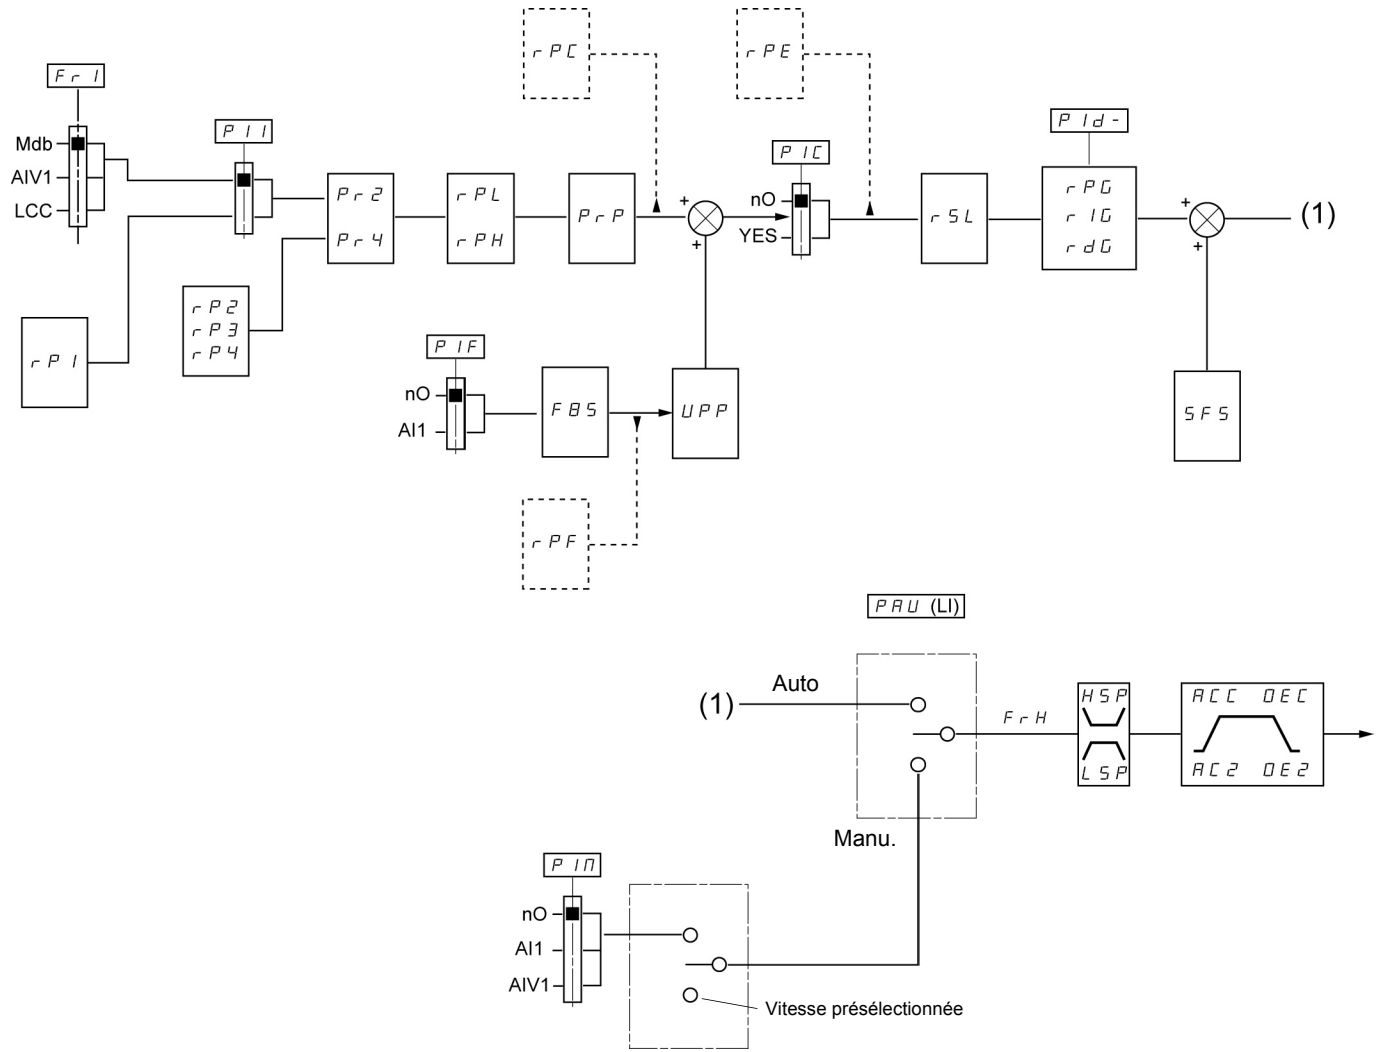 rPC
rPE
Fr1
PII
PIC
PId-
Mdb
AIV1
LCC
nO
YES
Pr2
Pr4
rPL
rPH
PrP
+
+
rSL
rPG
rIG
rdG
+
+
(1)
rP1
rP2
rP3
rP4
PIF
nO
AI1
FBS
UPP
SFS
rPF
PAU (LI)
(1)
Auto
FrH
HSP
LSP
ACC DEC
AC2 DE2
Manu.
PIM
nO
AI1
AIV1
Vitesse présélectionnée